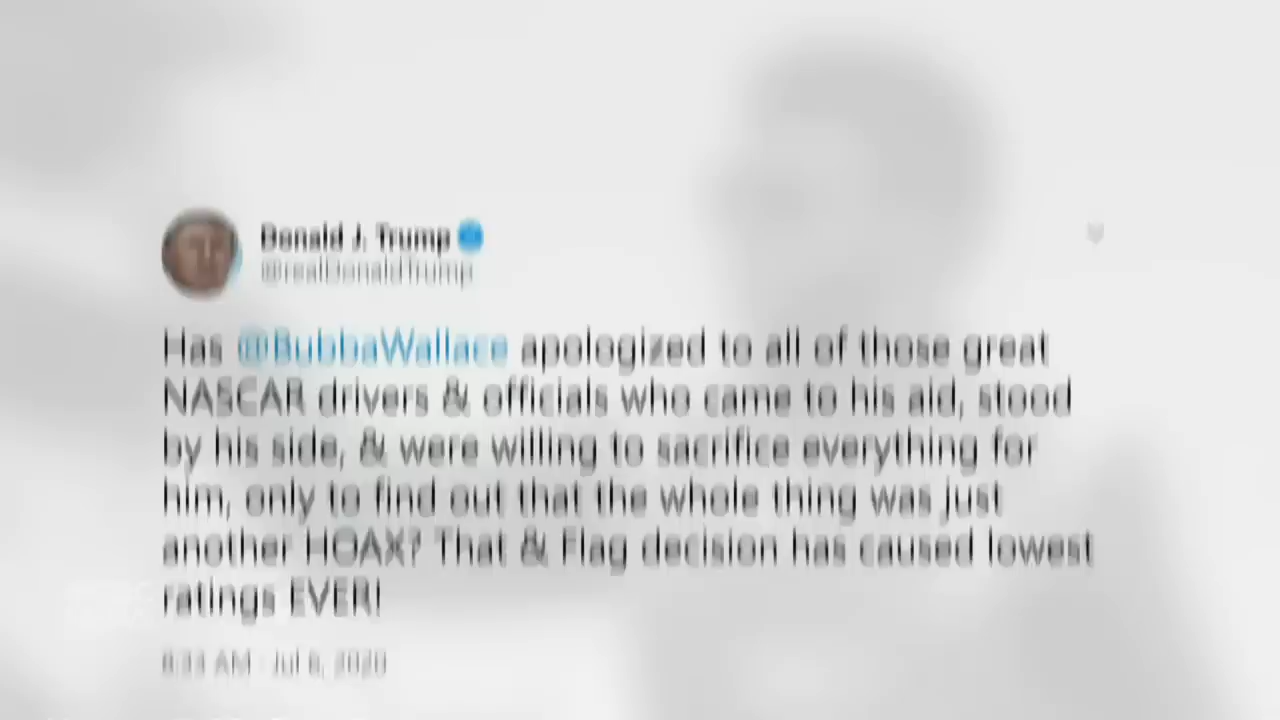 Donald J. Trump
@realDonaldTrump
Has @BubbaWallace apologized to all of those great
NASCAR drivers & officials who came to his aid, stood
by his side, & were willing to sacrifice everything for
him, only to find out that the whole thing was just
another HOAX? That & Flag decision has caused lowest
ratings EVER!
8:33 AM · Jul 6, 2020